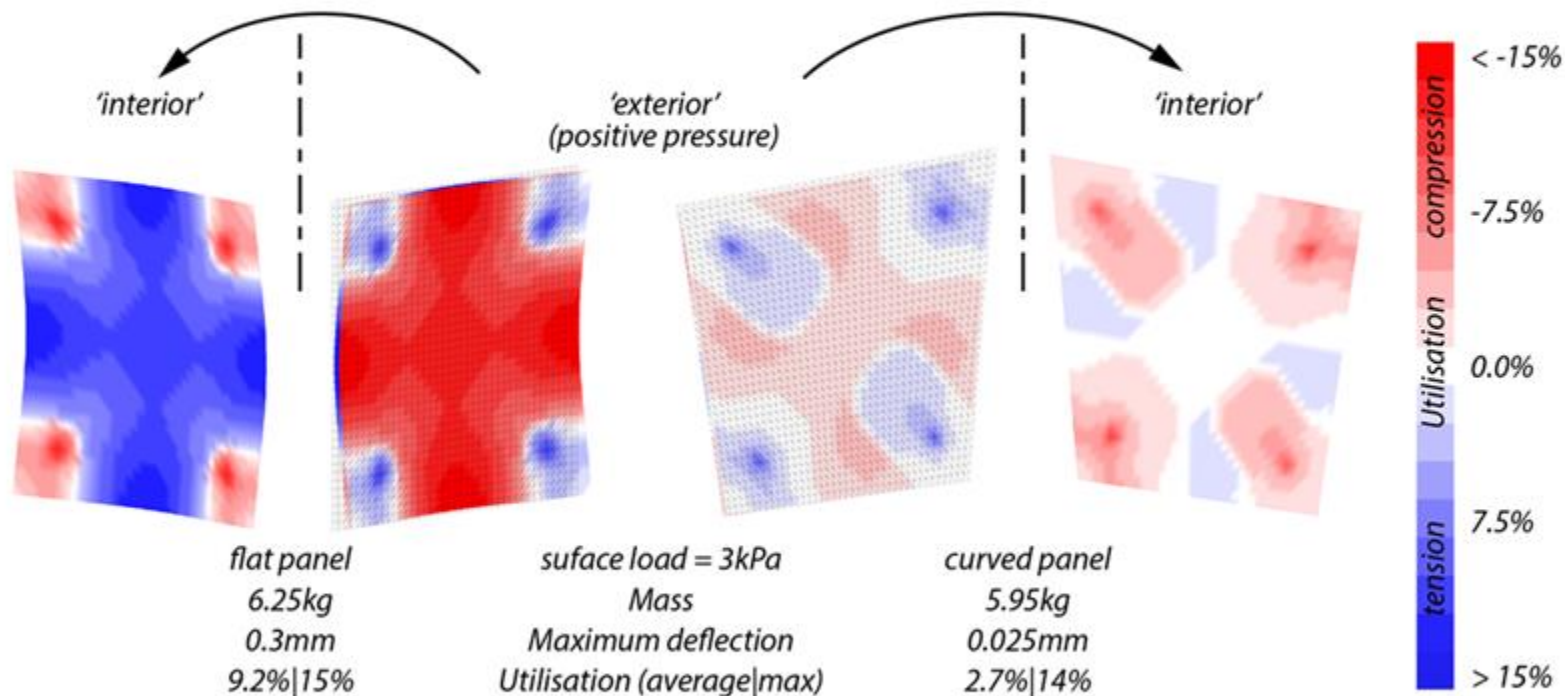 'interior'
'exterior'
(positive pressure)
'interior'
flat panel
suface load = 3kPa
curved panel
6.25kg
Mass
5.95kg
0.3mm
Maximum deflection
0.025mm
9.2%|15%
Utilisation (average|max)
2.7%|14%
compression
Utilisation
tension
< -15%
-7.5%
0.0%
7.5%
> 15%